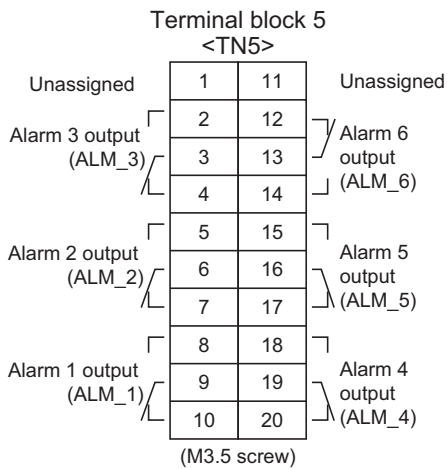 Terminal block 5
<TN5>
Unassigned
1
11
Unassigned
2
12
Alarm 3 output
(ALM_3)
3
13
Alarm 6
output
(ALM_6)
4
14
5
15
Alarm 2 output
(ALM_2)
6
16
Alarm 5
output
(ALM_5)
7
17
8
18
Alarm 1 output
(ALM_1)
9
19
Alarm 4
output
(ALM_4)
10
20
(M3.5 screw)